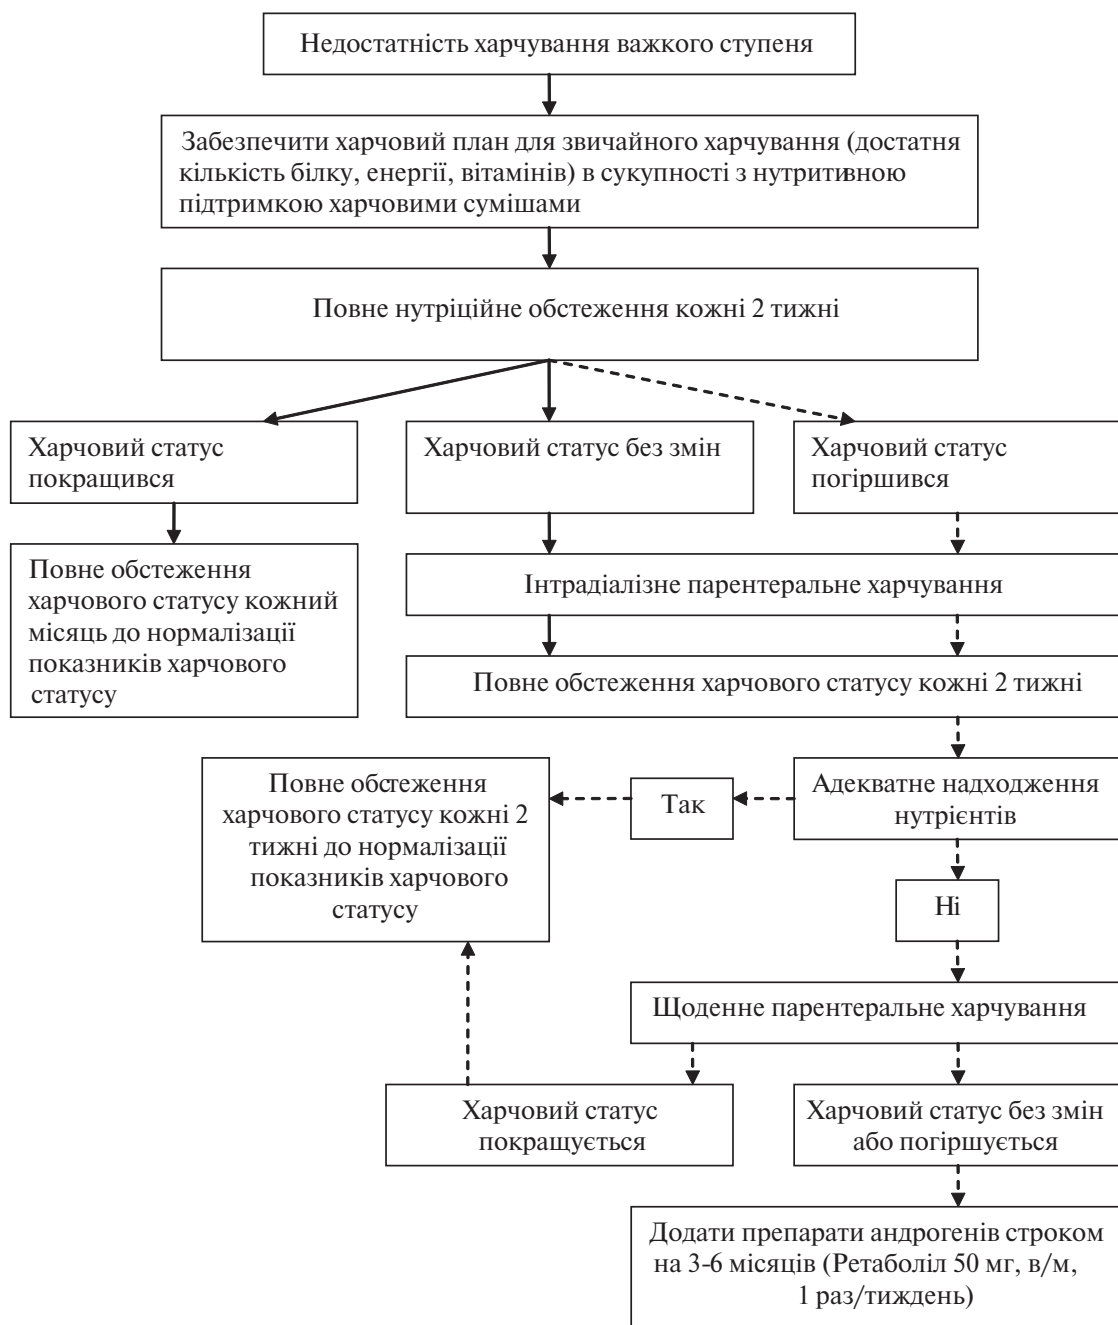 Недостатність харчування важкого ступеня
Забезпечити харчовий план для звичайного харчування (достатня
кількість білку, енергії, вітамінів) в сукупності з нутритивною
підтримкою харчовими сумішами
Повне нутріційне обстеження кожні 2 тижні
Харчовий статус
покращився
Харчовий статус без змін
Харчовий статус
погіршився
Повне обстеження
харчового статусу кожний
місяць до нормалізації
показників харчового
статусу
Інтрадіалізне парентеральне харчування
Повне обстеження харчового статусу кожні 2 тижні
Повне обстеження
харчового статусу кожні 2
тижні до нормалізації
показників харчового
статусу
Так
Адекватне надходження
нутрієнтів
Ні
Щоденне парентеральне харчування
Харчовий статус
покращується
Харчовий статус без змін
або погіршується
Додати препарати андрогенів строком
на 3-6 місяців (Ретаболіл 50 мг, в/м,
1 раз/тиждень)